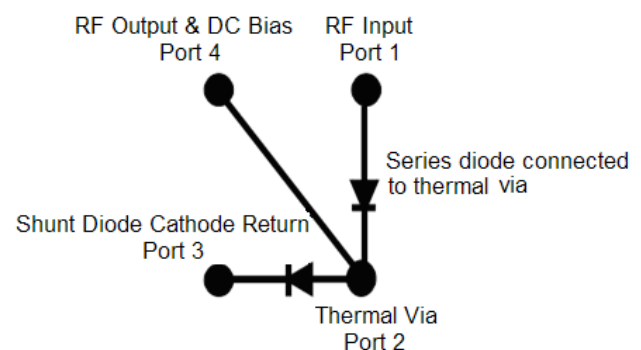 RF Output & DC Bias
Port 4
RF Input
Port 1
Series diode connected
to thermal via
Shunt Diode Cathode Return
Port 3
Thermal Via
Port 2